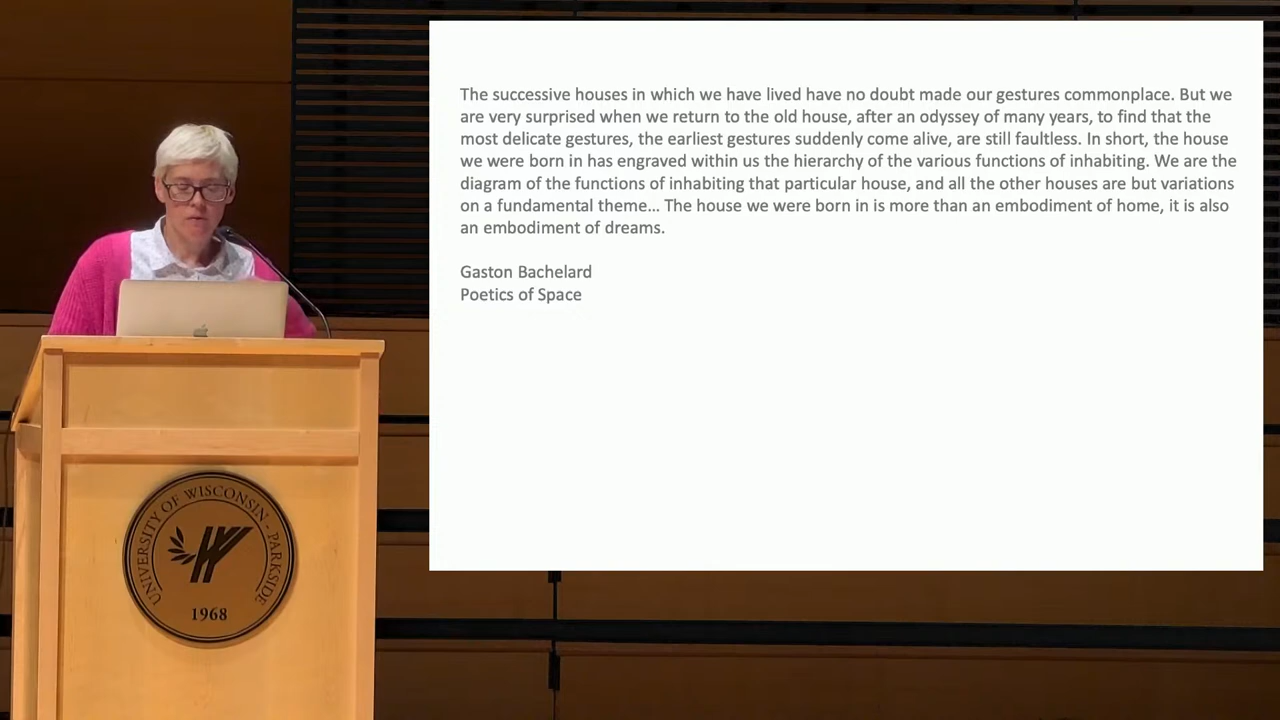 The successive houses in which we have lived have no doubt made our gestures commonplace. But we
are very surprised when we return to the old house, after an odyssey of many years, to find that the
most delicate gestures, the earliest gestures suddenly come alive, are still faultless. In short, the house
we were born in has engraved within us the hierarchy of the various functions of inhabiting. We are the
diagram of the functions of inhabiting that particular house, and all the other houses are but variations
on a fundamental theme... The house we were born in is more than an embodiment of home, it is also
an embodiment of dreams.
Gaston Bachelard
Poetics of Space
UNIVERSITY OF WISCONSIN - PARKSIDE
1968